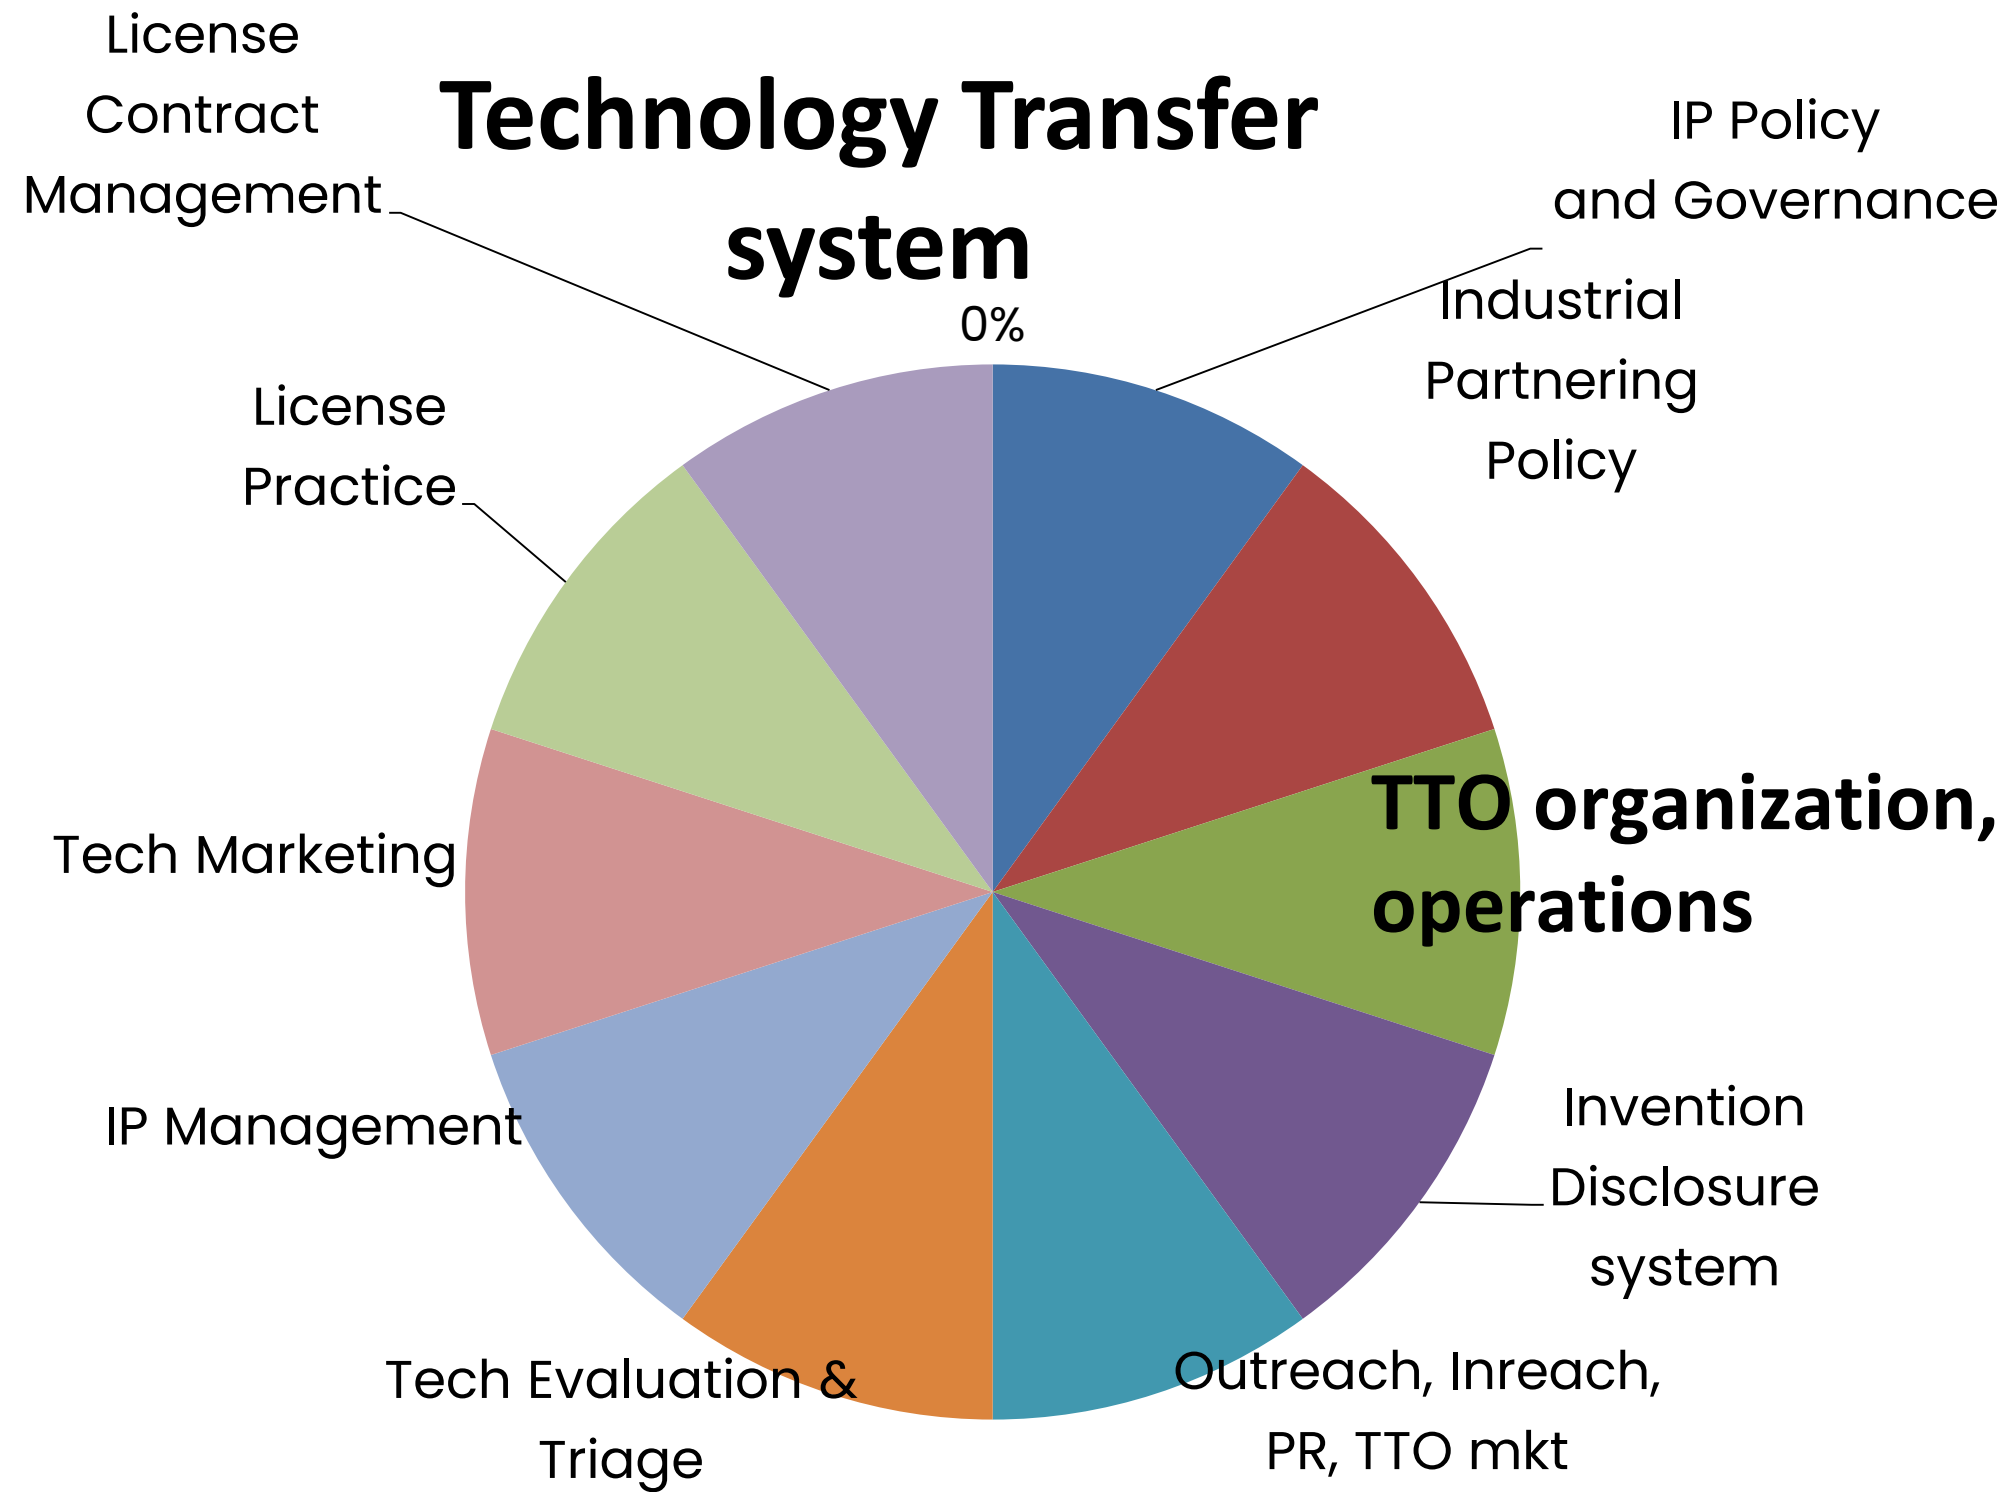 Technology Transfer
system
0%
IP Policy
and Governance
Industrial
Partnering
Policy
TTO organization,
operations
Invention
Disclosure
system
Outreach, Inreach,
PR, TTO mkt
Tech Evaluation &
Triage
IP Management
Tech Marketing
License
Practice
License
Contract
Management